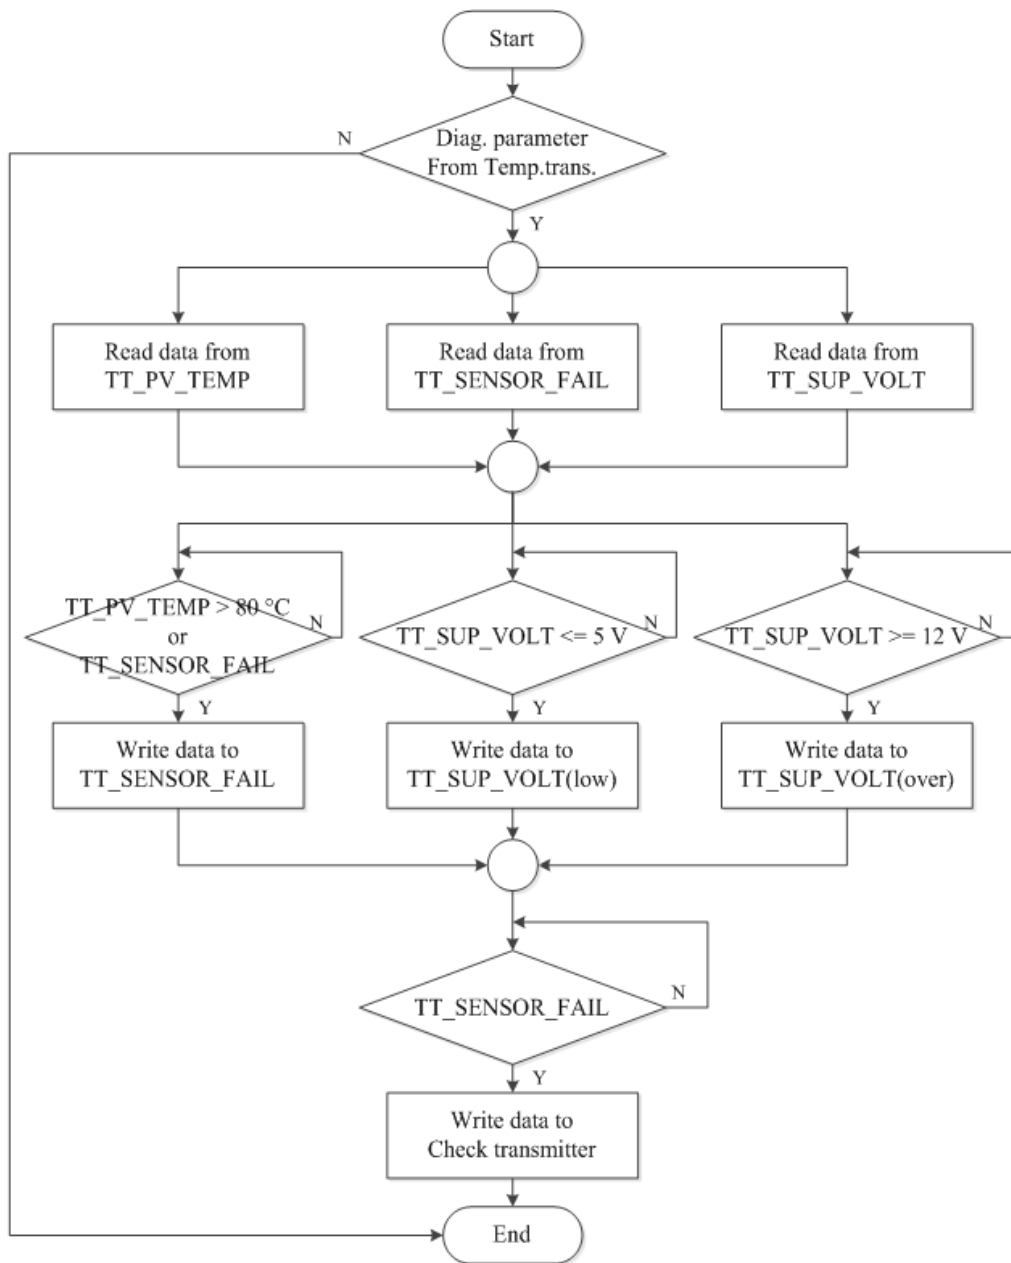 Start
Diag. parameter
From Temp.trans.
N
Y
Read data from
TT_PV_TEMP
Read data from
TT_SENSOR_FAIL
Read data from
TT_SUP_VOLT
TT_PV_TEMP > 80 °C
or
TT_SENSOR_FAIL
N
Y
TT_SUP_VOLT <= 5 V
N
Y
TT_SUP_VOLT >= 12 V
N
Y
Write data to
TT_SENSOR_FAIL
Write data to
TT_SUP_VOLT(low)
Write data to
TT_SUP_VOLT(over)
TT_SENSOR_FAIL
N
Y
Write data to
Check transmitter
End